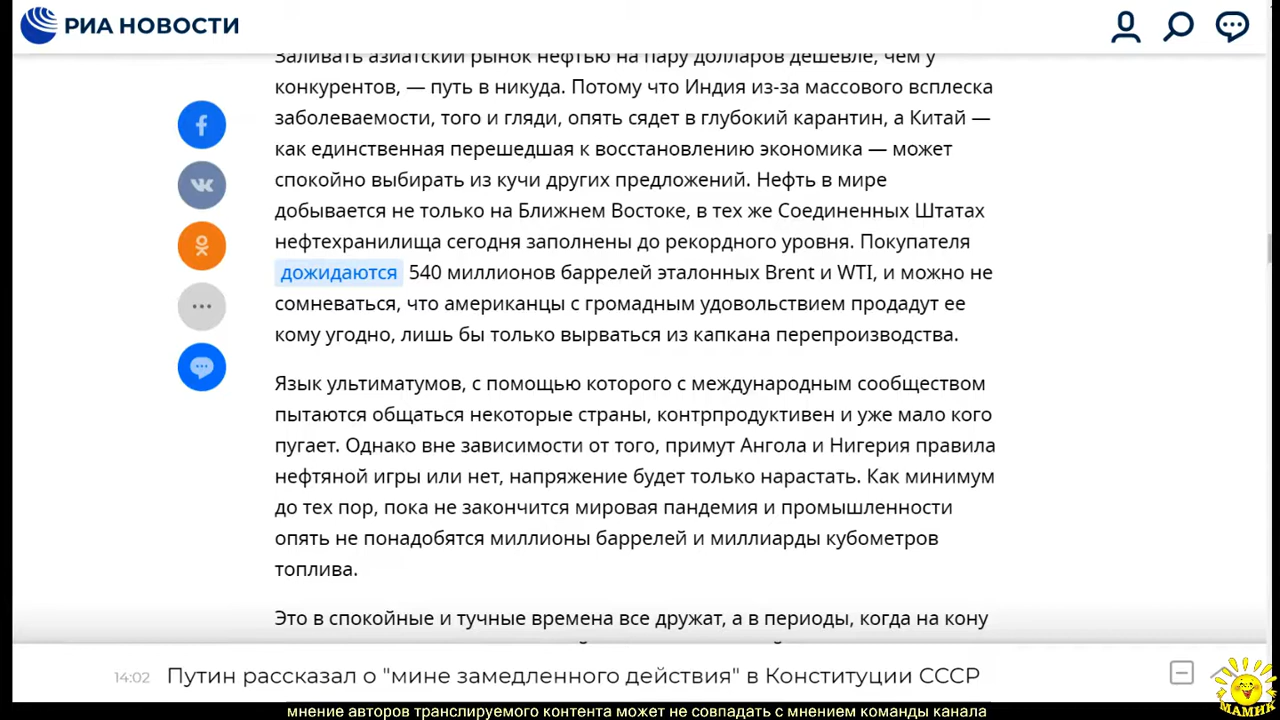 РИА НОВОСТИ
Заливать азиатский рынок нефтью на пару долларов дешевле, чем у
конкурентов, — путь в никуда. Потому что Индия из-за массового всплеска
заболеваемости, того и гляди, опять сядет в глубокий карантин, а Китай —
как единственная перешедшая к восстановлению экономика — может
спокойно выбирать из кучи других предложений. Нефть в мире
добывается не только на Ближнем Востоке, в тех же Соединенных Штатах
нефтехранилища сегодня заполнены до рекордного уровня. Покупателя
дожидаются 540 миллионов баррелей эталонных Brent и WTI, и можно не
сомневаться, что американцы с громадным удовольствием продадут ее
кому угодно, лишь бы только вырваться из капкана перепроизводства.
Язык ультиматумов, с помощью которого с международным сообществом
пытаются общаться некоторые страны, контрпродуктивен и уже мало кого
пугает. Однако вне зависимости от того, примут Ангола и Нигерия правила
нефтяной игры или нет, напряжение будет только нарастать. Как минимум
до тех пор, пока не закончится мировая пандемия и промышленности
опять не понадобятся миллионы баррелей и миллиарды кубометров
топлива.
Это в спокойные и тучные времена все дружат, а в периоды, когда на кону
14:02 Путин рассказал о "мине замедленного действия" в Конституции СССР
МАМИК
мнение авторов транслируемого контента может не совпадать с мнением команды канала